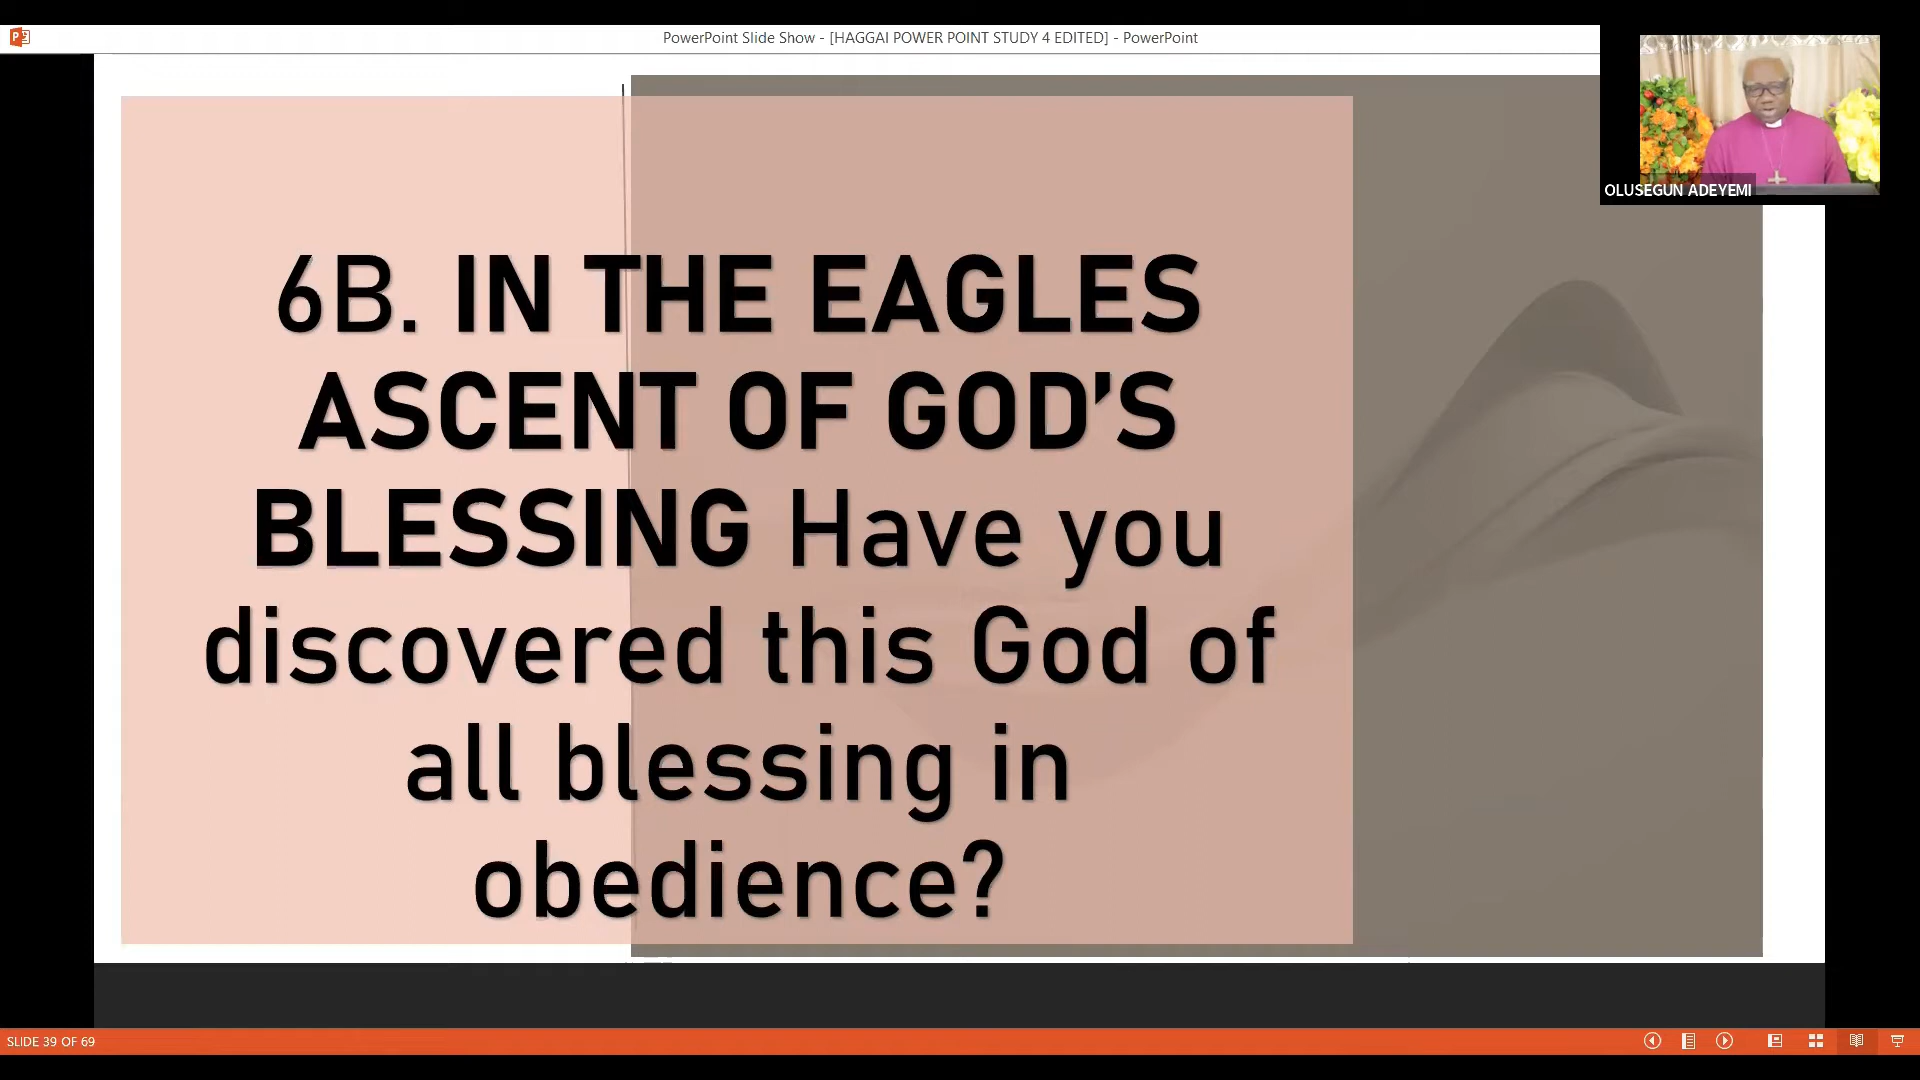 PowerPoint Slide Show - [HAGGAI POWER POINT STUDY 4 EDITED] - PowerPoint
OLUSEGUN ADEYEMI
6B. IN THE EAGLES
ASCENT OF GOD’S
BLESSING Have you
discovered this God of
all blessing in
obedience?
SLIDE 39 OF 69